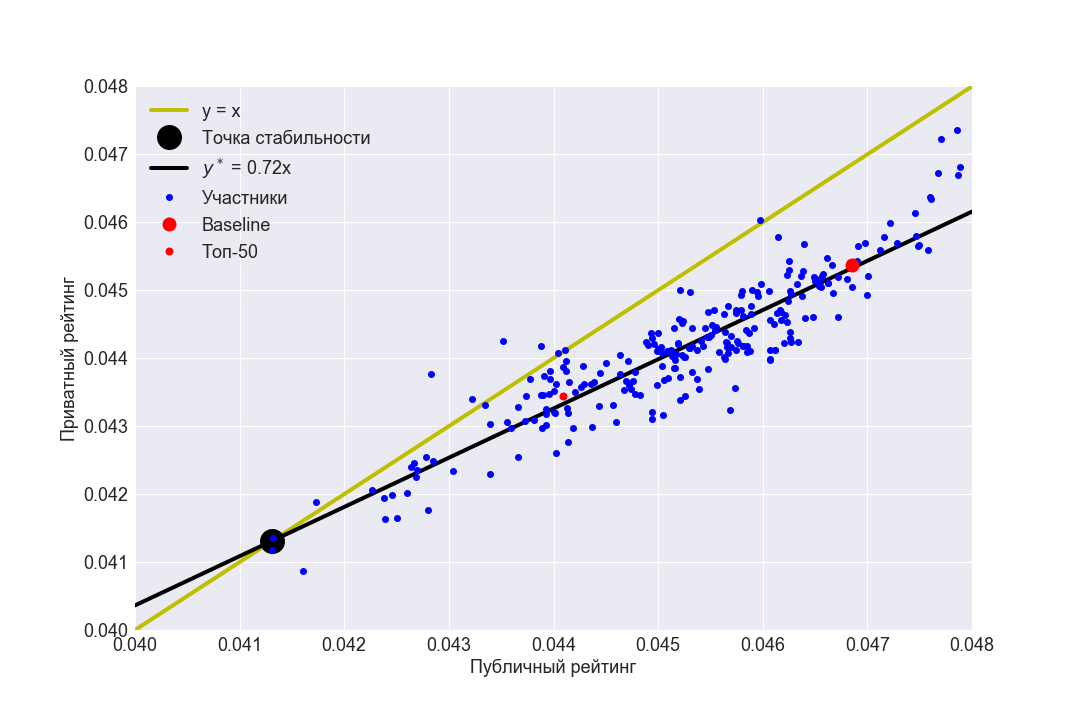 y = x
Точка стабильности
y* = 0.72x
Участники
Baseline
Топ-50
Приватный рейтинг
0.048
0.047
0.046
0.045
0.044
0.043
0.042
0.041
0.040
0.040 0.041 0.042 0.043 0.044 0.045 0.046 0.047 0.048
Публичный рейтинг